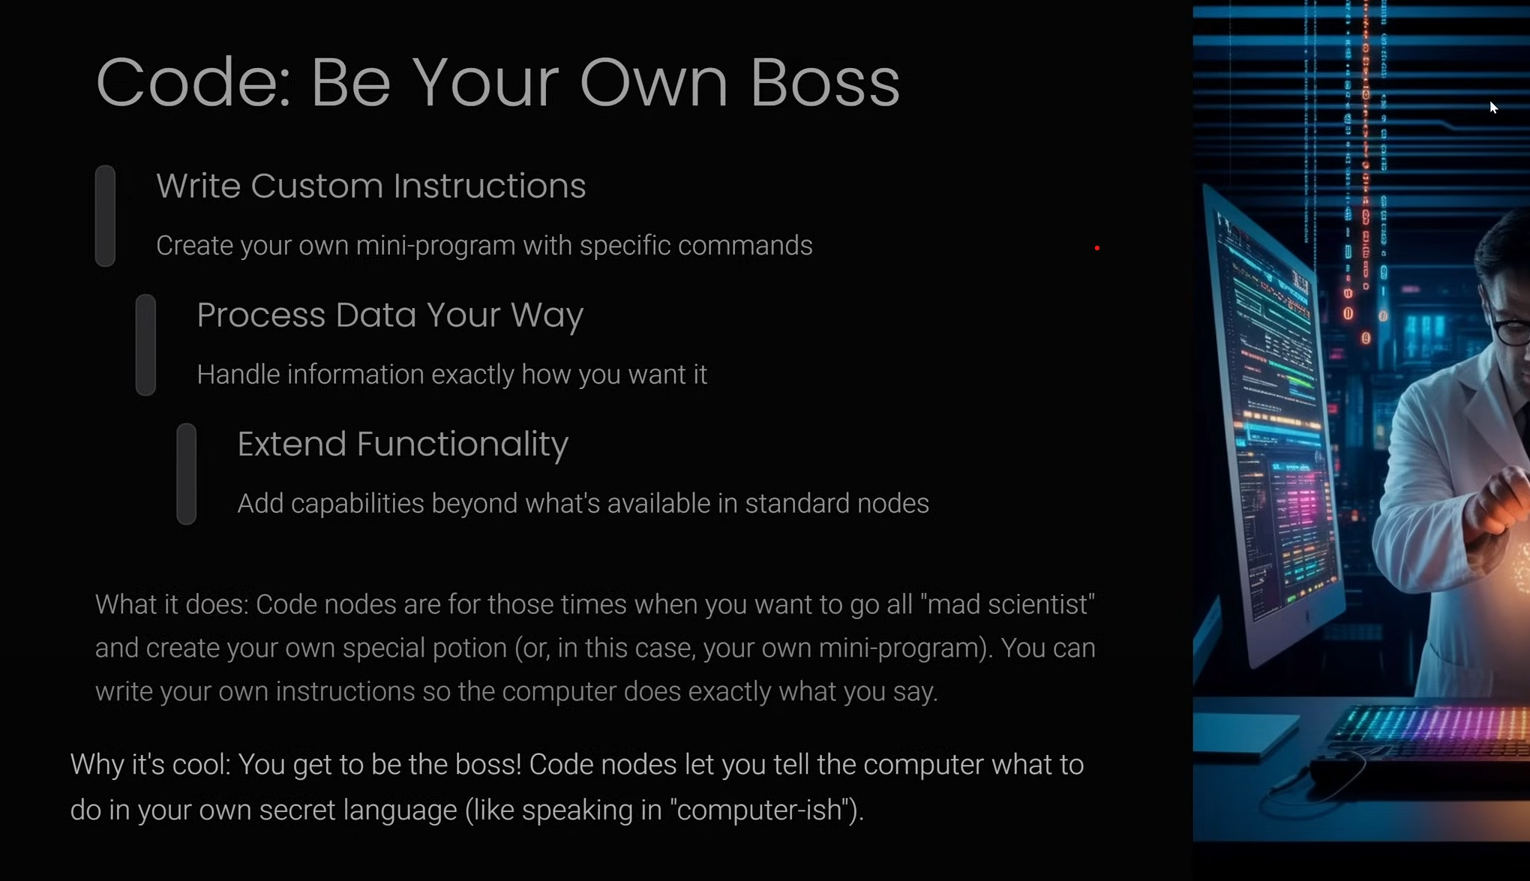 Code: Be Your Own Boss
Write Custom Instructions
Create your own mini-program with specific commands
Process Data Your Way
Handle information exactly how you want it
Extend Functionality
Add capabilities beyond what's available in standard nodes
What it does: Code nodes are for those times when you want to go all "mad scientist"
and create your own special potion (or, in this case, your own mini-program). You can
write your own instructions so the computer does exactly what you say.
Why it's cool: You get to be the boss! Code nodes let you tell the computer what to
do in your own secret language (like speaking in "computer-ish").